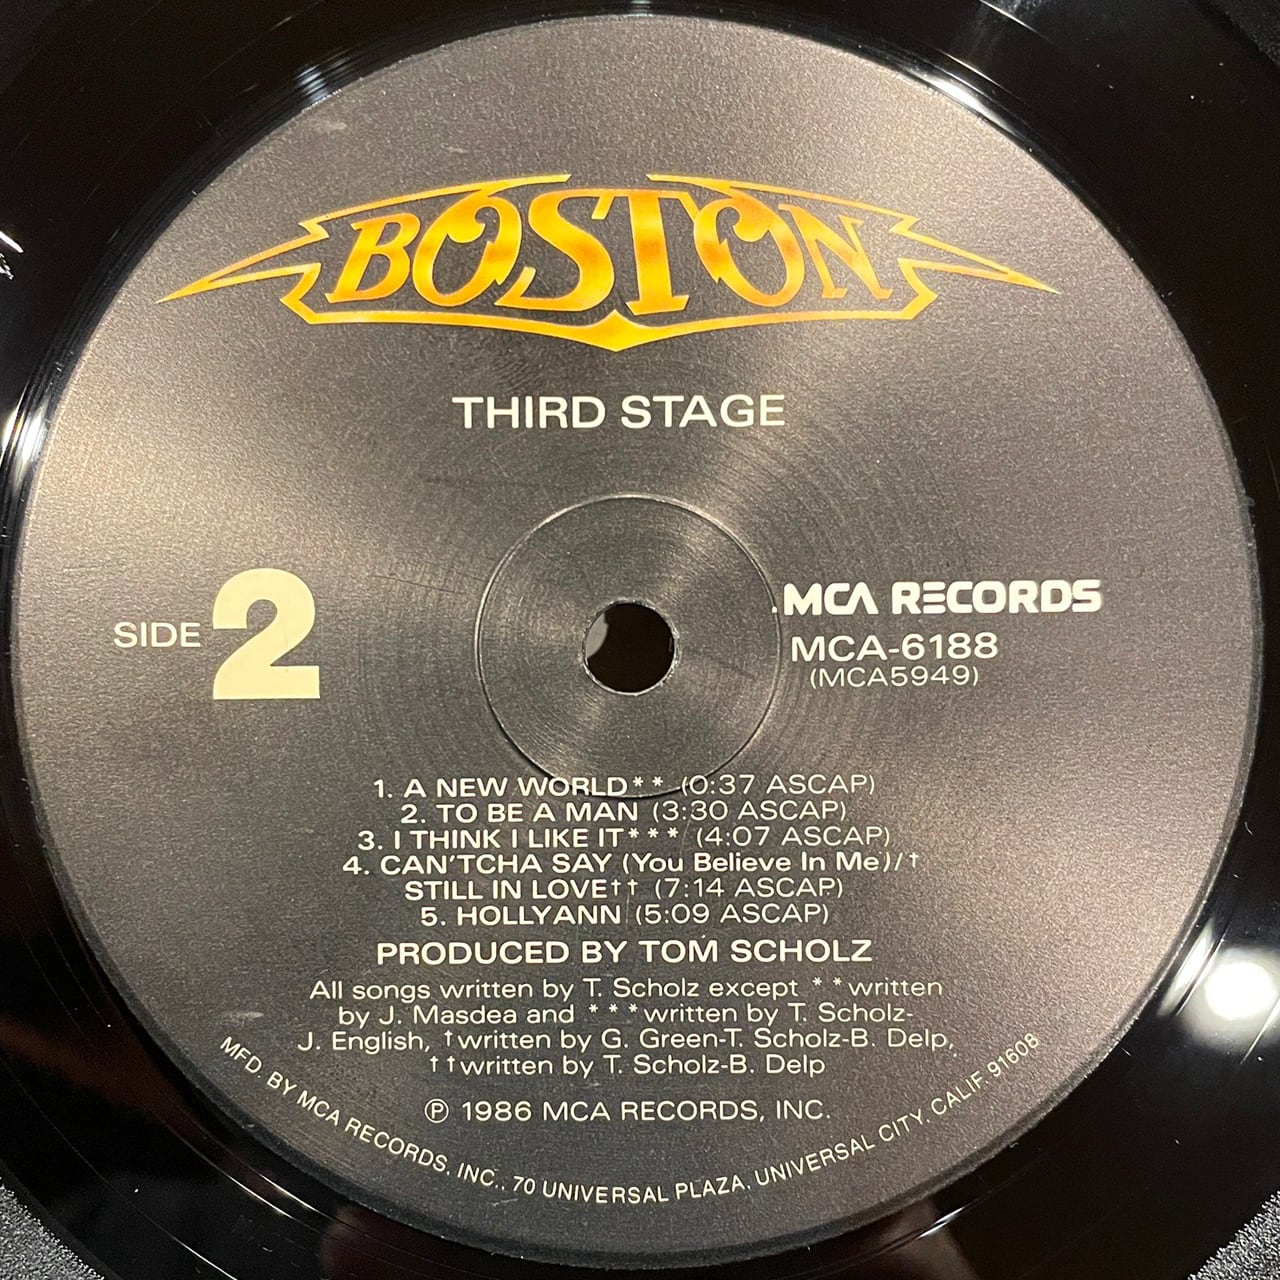 BOSTON
THIRD STAGE
SIDE 2
MCA RECORDS
MCA-6188
(MCA5949)
1. A NEW WORLD** (0:37 ASCAP)
2. TO BE A MAN (3:30 ASCAP)
3. I THINK I LIKE IT*** (4:07 ASCAP)
4. CAN'TCHA SAY (You Believe In Me)/†
STILL IN LOVE†† (7:14 ASCAP)
5. HOLLYANN (5:09 ASCAP)
PRODUCED BY TOM SCHOLZ
All songs written by T. Scholz except **written
by J. Masdea and ***written by T. Scholz-
J. English, †written by G. Green-T. Scholz-B. Delp,
††written by T. Scholz-B. Delp
℗ 1986 MCA RECORDS, INC.
MFD. BY MCA RECORDS, INC., 70 UNIVERSAL PLAZA, UNIVERSAL CITY, CALIF. 91608